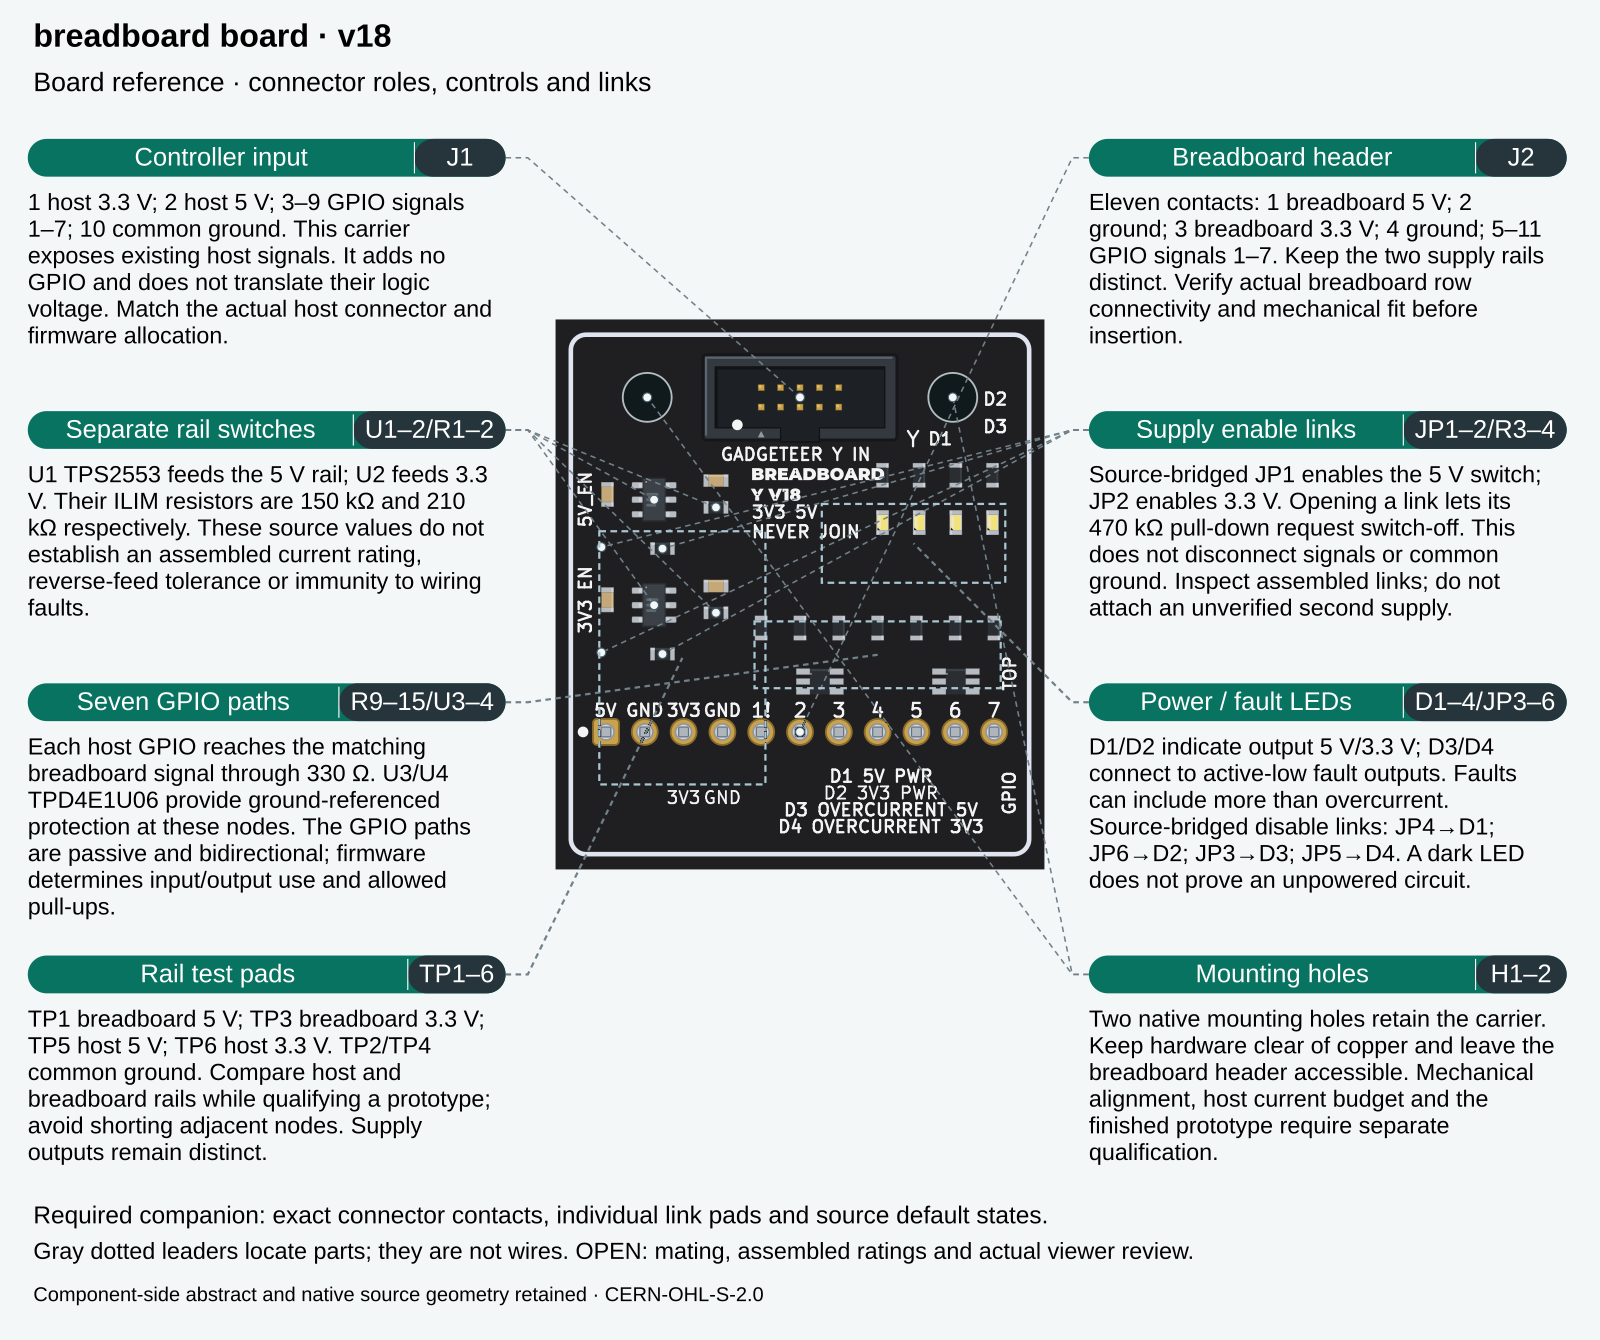 breadboard board · v18
Board reference · connector roles, controls and links
Controller input J1
1 host 3.3 V; 2 host 5 V; 3–9 GPIO signals
1–7; 10 common ground. This carrier
exposes existing host signals. It adds no
GPIO and does not translate their logic
voltage. Match the actual host connector and
firmware allocation.
Separate rail switches U1–2/R1–2
U1 TPS2553 feeds the 5 V rail; U2 feeds 3.3
V. Their ILIM resistors are 150 kΩ and 210
kΩ respectively. These source values do not
establish an assembled current rating,
reverse-feed tolerance or immunity to wiring
faults.
Seven GPIO paths R9–15/U3–4
Each host GPIO reaches the matching
breadboard signal through 330 Ω. U3/U4
TPD4E1U06 provide ground-referenced
protection at these nodes. The GPIO paths
are passive and bidirectional; firmware
determines input/output use and allowed
pull-ups.
Rail test pads TP1–6
TP1 breadboard 5 V; TP3 breadboard 3.3 V;
TP5 host 5 V; TP6 host 3.3 V. TP2/TP4
common ground. Compare host and
breadboard rails while qualifying a prototype;
avoid shorting adjacent nodes. Supply
outputs remain distinct.
D2
D3
Y D1
GADGETEER Y IN
BREADBOARD
Y V18
3V3 5V
NEVER JOIN
5V_EN
3V3 EN
TOP
5V GND 3V3 GND 1 2 3 4 5 6 7
3V3 GND
GPIO
D1 5V PWR
D2 3V3 PWR
D3 OVERCURRENT 5V
D4 OVERCURRENT 3V3
Breadboard header J2
Eleven contacts: 1 breadboard 5 V; 2
ground; 3 breadboard 3.3 V; 4 ground; 5–11
GPIO signals 1–7. Keep the two supply rails
distinct. Verify actual breadboard row
connectivity and mechanical fit before
insertion.
Supply enable links JP1–2/R3–4
Source-bridged JP1 enables the 5 V switch;
JP2 enables 3.3 V. Opening a link lets its
470 kΩ pull-down request switch-off. This
does not disconnect signals or common
ground. Inspect assembled links; do not
attach an unverified second supply.
Power / fault LEDs D1–4/JP3–6
D1/D2 indicate output 5 V/3.3 V; D3/D4
connect to active-low fault outputs. Faults
can include more than overcurrent.
Source-bridged disable links: JP4→D1;
JP6→D2; JP3→D3; JP5→D4. A dark LED
does not prove an unpowered circuit.
Mounting holes H1–2
Two native mounting holes retain the carrier.
Keep hardware clear of copper and leave the
breadboard header accessible. Mechanical
alignment, host current budget and the
finished prototype require separate
qualification.
Required companion: exact connector contacts, individual link pads and source default states.
Gray dotted leaders locate parts; they are not wires. OPEN: mating, assembled ratings and actual viewer review.
Component-side abstract and native source geometry retained · CERN-OHL-S-2.0